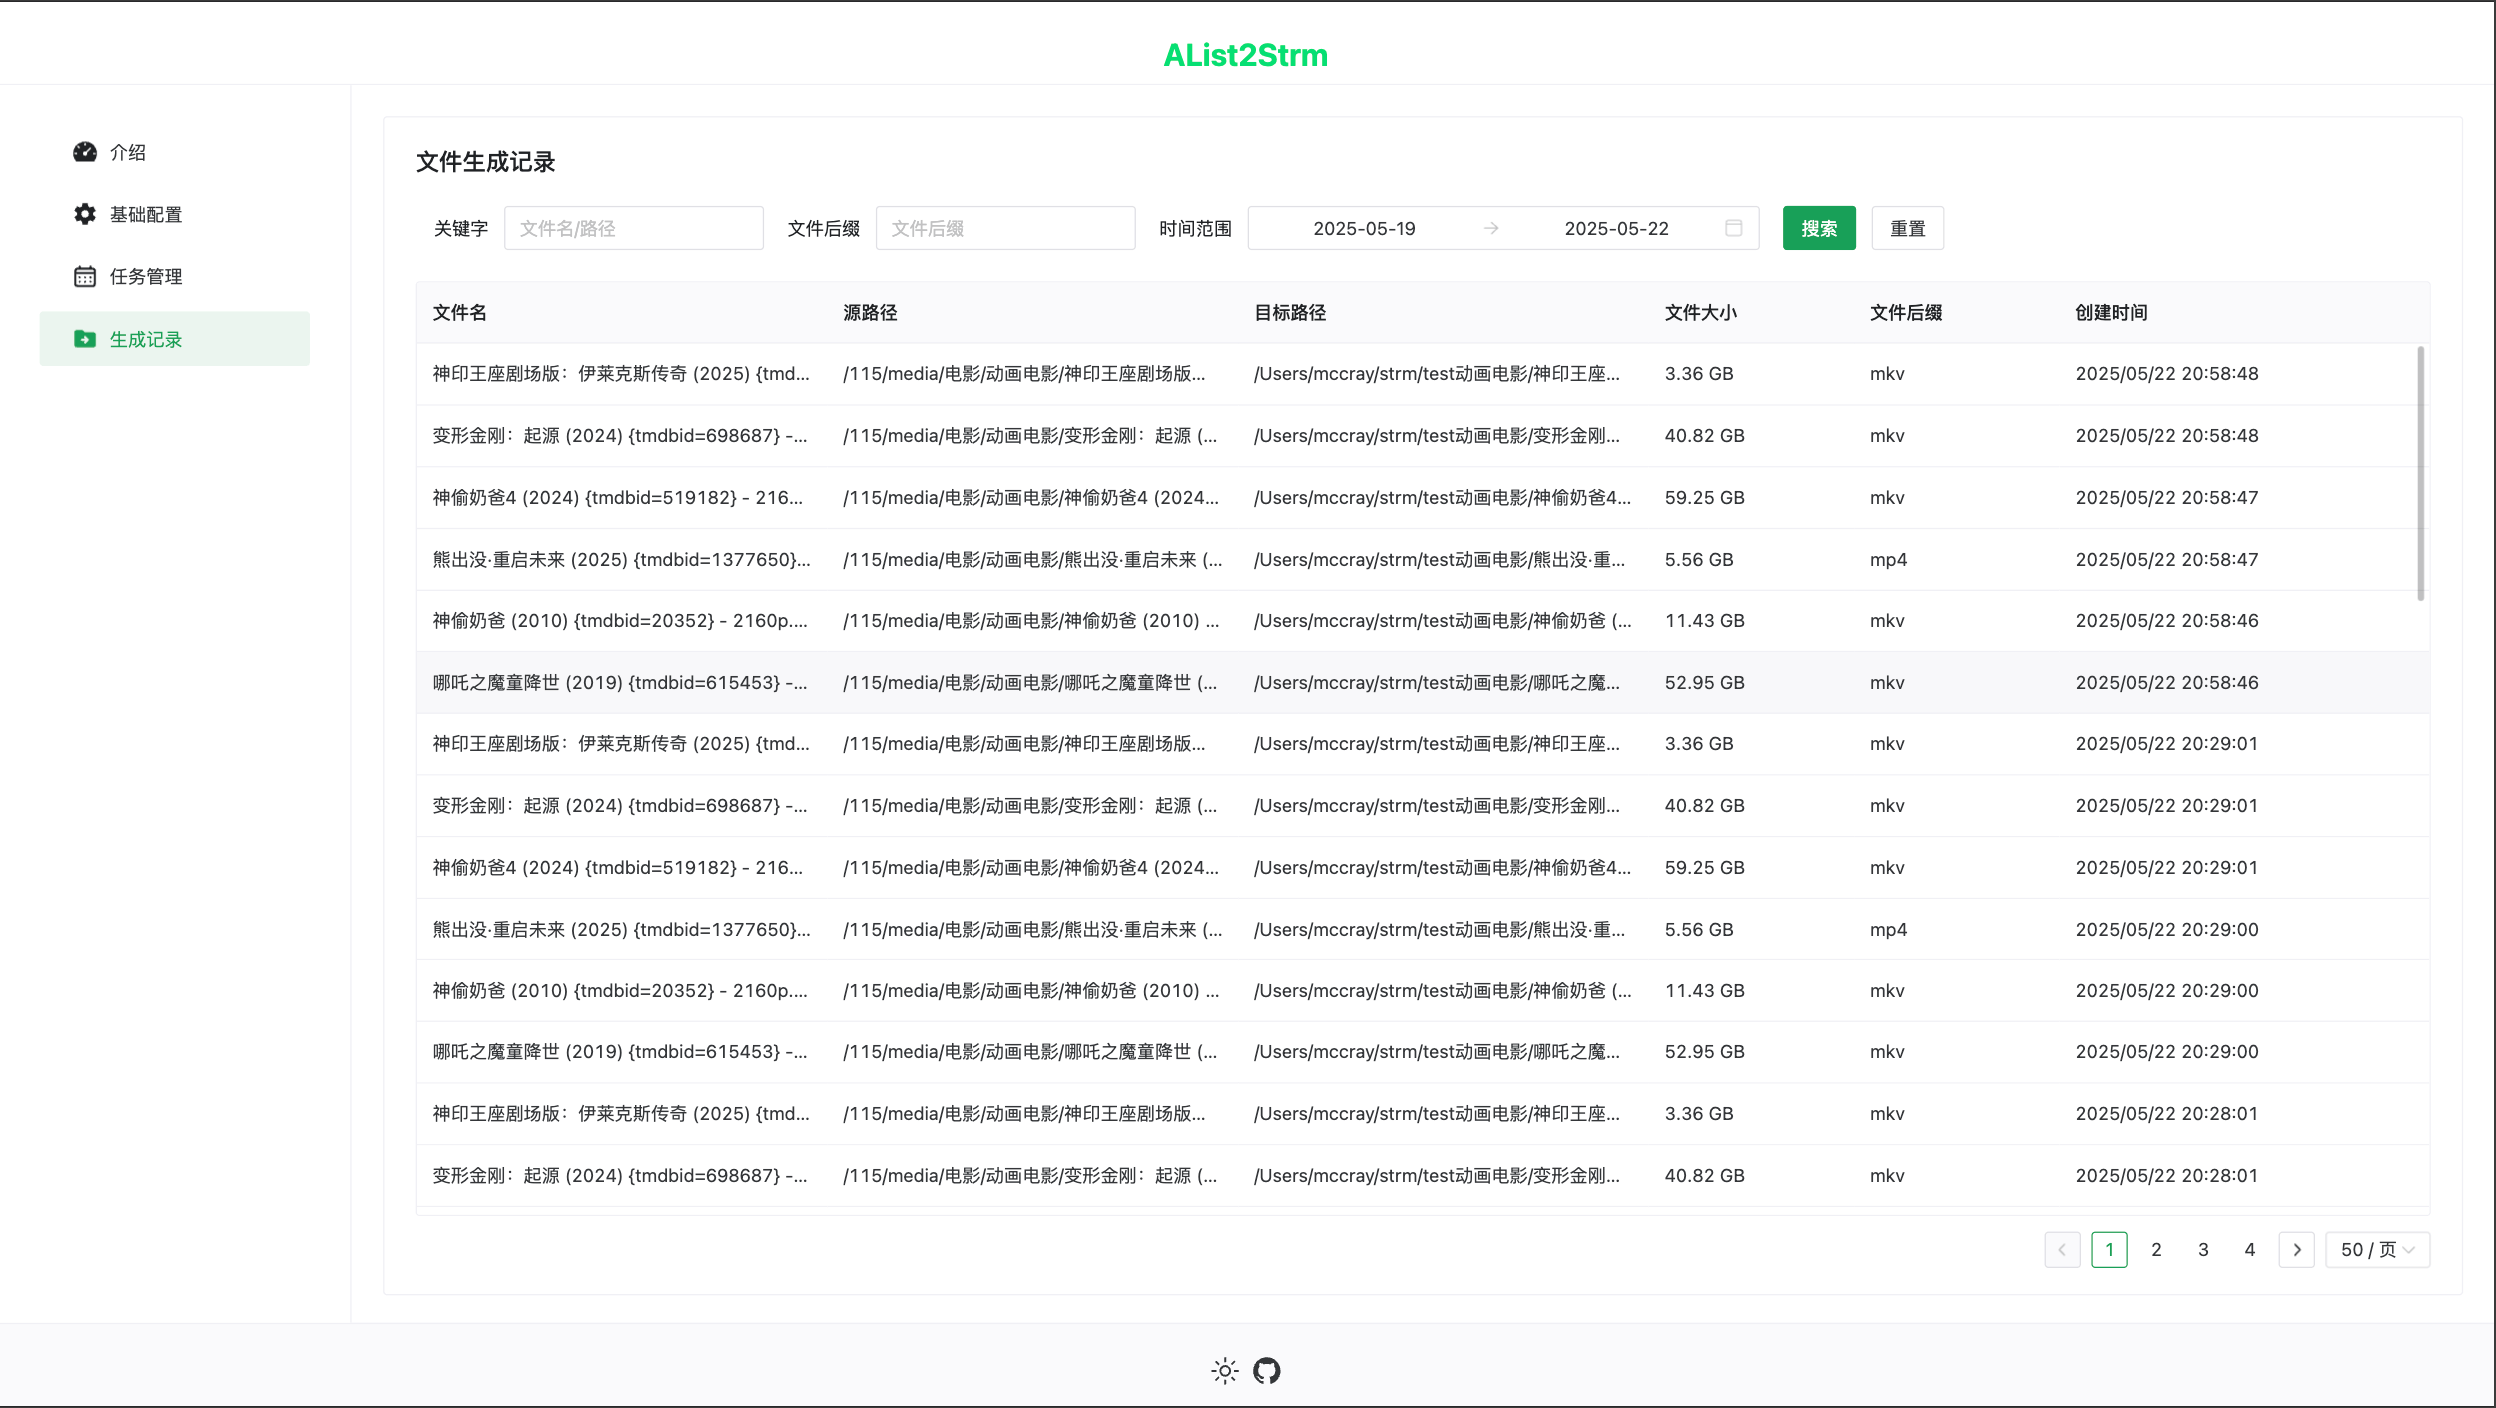 AList2Strm
介绍
基础配置
任务管理
生成记录
文件生成记录
关键字 文件名/路径 文件后缀 文件后缀 时间范围 2025-05-19 2025-05-22 搜索 重置
文件名 源路径 目标路径 文件大小 文件后缀 创建时间
神印王座剧场版：伊莱克斯传奇 (2025) {tmd... /115/media/电影/动画电影/神印王座剧场版... /Users/mccray/strm/test动画电影/神印王座... 3.36 GB mkv 2025/05/22 20:58:48
变形金刚：起源 (2024) {tmdbid=698687} -... /115/media/电影/动画电影/变形金刚：起源 (... /Users/mccray/strm/test动画电影/变形金刚... 40.82 GB mkv 2025/05/22 20:58:48
神偷奶爸4 (2024) {tmdbid=519182} - 216... /115/media/电影/动画电影/神偷奶爸4 (2024... /Users/mccray/strm/test动画电影/神偷奶爸4... 59.25 GB mkv 2025/05/22 20:58:47
熊出没·重启未来 (2025) {tmdbid=1377650}... /115/media/电影/动画电影/熊出没·重启未来 (... /Users/mccray/strm/test动画电影/熊出没·重... 5.56 GB mp4 2025/05/22 20:58:47
神偷奶爸 (2010) {tmdbid=20352} - 2160p.... /115/media/电影/动画电影/神偷奶爸 (2010) ... /Users/mccray/strm/test动画电影/神偷奶爸 (... 11.43 GB mkv 2025/05/22 20:58:46
哪吒之魔童降世 (2019) {tmdbid=615453} -... /115/media/电影/动画电影/哪吒之魔童降世 (... /Users/mccray/strm/test动画电影/哪吒之魔... 52.95 GB mkv 2025/05/22 20:58:46
神印王座剧场版：伊莱克斯传奇 (2025) {tmd... /115/media/电影/动画电影/神印王座剧场版... /Users/mccray/strm/test动画电影/神印王座... 3.36 GB mkv 2025/05/22 20:29:01
变形金刚：起源 (2024) {tmdbid=698687} -... /115/media/电影/动画电影/变形金刚：起源 (... /Users/mccray/strm/test动画电影/变形金刚... 40.82 GB mkv 2025/05/22 20:29:01
神偷奶爸4 (2024) {tmdbid=519182} - 216... /115/media/电影/动画电影/神偷奶爸4 (2024... /Users/mccray/strm/test动画电影/神偷奶爸4... 59.25 GB mkv 2025/05/22 20:29:01
熊出没·重启未来 (2025) {tmdbid=1377650}... /115/media/电影/动画电影/熊出没·重启未来 (... /Users/mccray/strm/test动画电影/熊出没·重... 5.56 GB mp4 2025/05/22 20:29:00
神偷奶爸 (2010) {tmdbid=20352} - 2160p.... /115/media/电影/动画电影/神偷奶爸 (2010) ... /Users/mccray/strm/test动画电影/神偷奶爸 (... 11.43 GB mkv 2025/05/22 20:29:00
哪吒之魔童降世 (2019) {tmdbid=615453} -... /115/media/电影/动画电影/哪吒之魔童降世 (... /Users/mccray/strm/test动画电影/哪吒之魔... 52.95 GB mkv 2025/05/22 20:29:00
神印王座剧场版：伊莱克斯传奇 (2025) {tmd... /115/media/电影/动画电影/神印王座剧场版... /Users/mccray/strm/test动画电影/神印王座... 3.36 GB mkv 2025/05/22 20:28:01
变形金刚：起源 (2024) {tmdbid=698687} -... /115/media/电影/动画电影/变形金刚：起源 (... /Users/mccray/strm/test动画电影/变形金刚... 40.82 GB mkv 2025/05/22 20:28:01
1 2 3 4 50 / 页